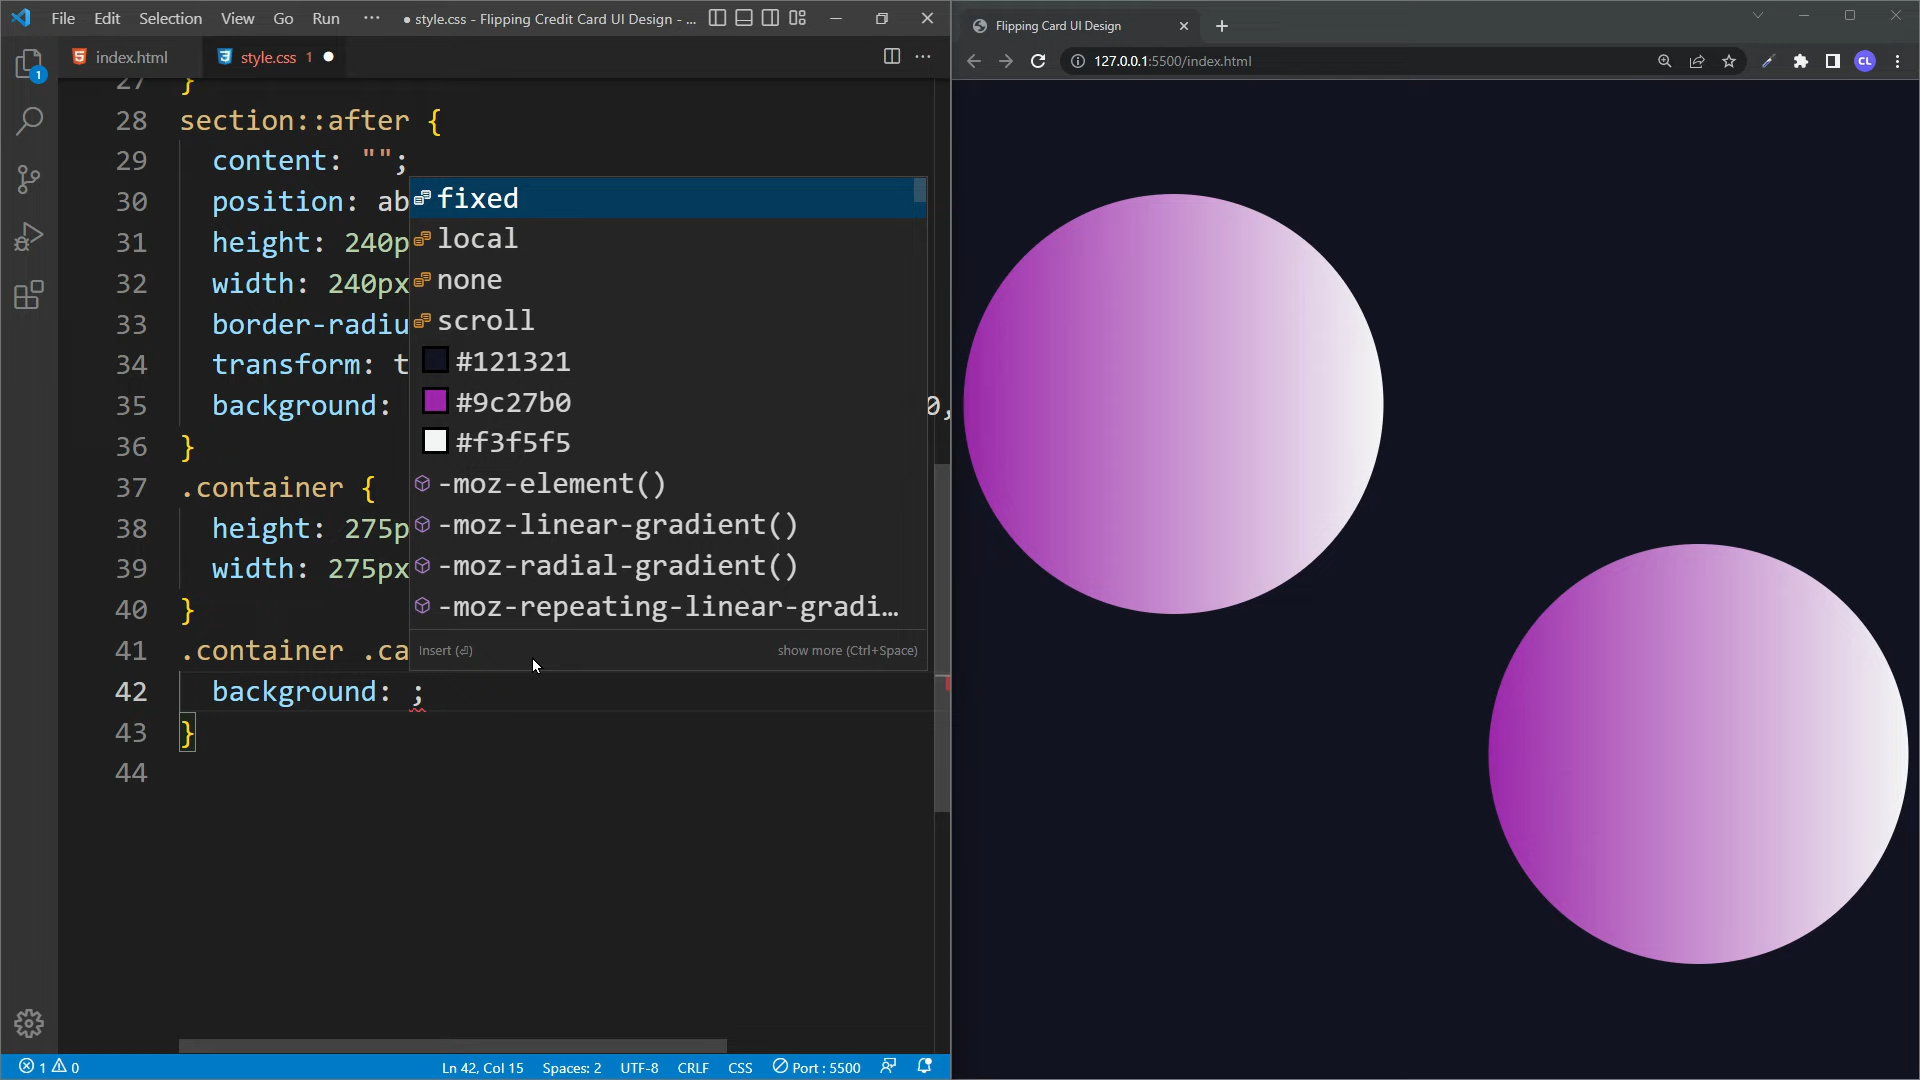 File Edit Selection View Go Run ··· ● style.css - Flipping Credit Card UI Design - ...
index.html
style.css 1 ●
1
27 }
28 section::after {
29 content: "";
30 position: ab
31 height: 240p
32 width: 240px
33 border-radiu
34 transform: t
35 background: 0,
36 }
37 .container {
38 height: 275p
39 width: 275px
40 }
41 .container .ca
42 background: ;
43 }
44
fixed
local
none
scroll
#121321
#9c27b0
#f3f5f5
-moz-element()
-moz-linear-gradient()
-moz-radial-gradient()
-moz-repeating-linear-gradi...
Insert (⏎) show more (Ctrl+Space)
1 0 Ln 42, Col 15 Spaces: 2 UTF-8 CRLF CSS Port : 5500
Flipping Card UI Design
127.0.0.1:5500/index.html
CL